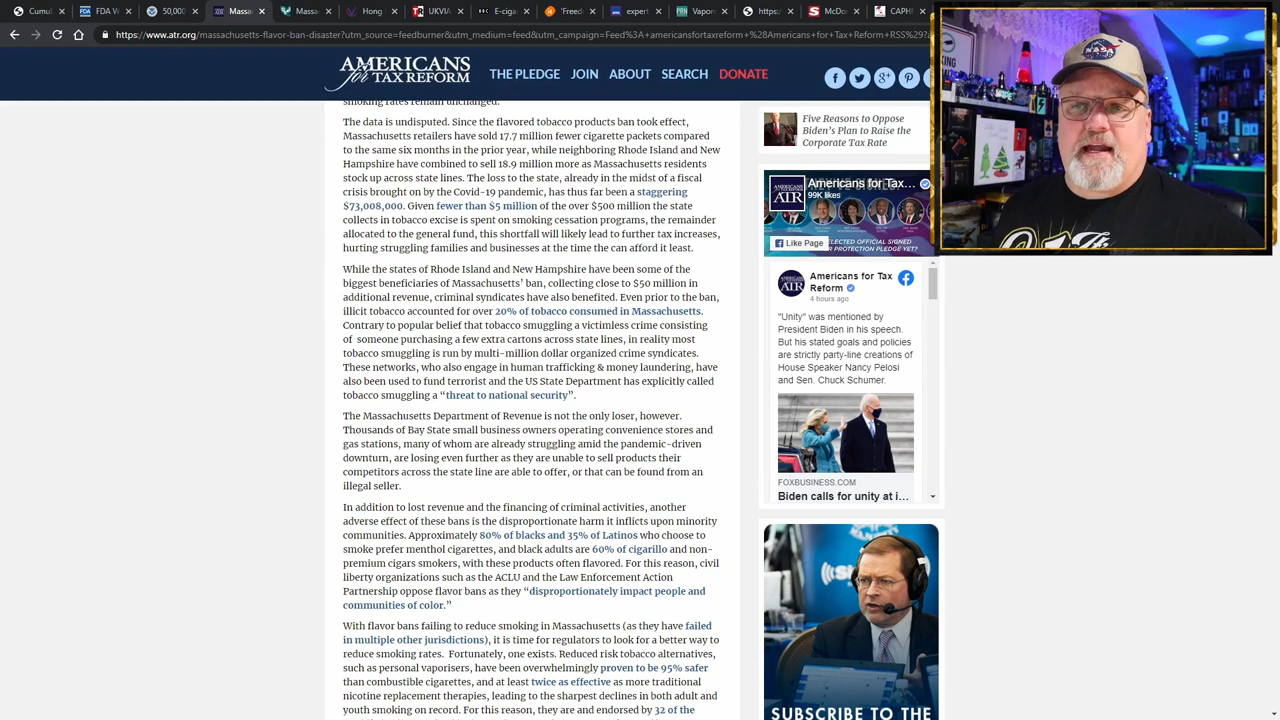 Cumul
FDA W
50,000
Massa
McDo
CAPHR
https://www.atr.org/massachusetts-flavor-ban-disaster?utm_source=feedburner&utm_medium=feed&utm_campaign=Feed%3A+americansfortaxreform+%28Americans+for+Tax+Reform+RSS%29
AMERICANS
for TAX REFORM
THE PLEDGE JOIN ABOUT SEARCH DONATE
smoking rates remain unchanged.
The data is undisputed. Since the flavored tobacco products ban took effect,
Massachusetts retailers have sold 17.7 million fewer cigarette packets compared
to the same six months in the prior year, while neighboring Rhode Island and New
Hampshire have combined to sell 18.9 million more as Massachusetts residents
stock up across state lines. The loss to the state, already in the midst of a fiscal
crisis brought on by the Covid-19 pandemic, has thus far been a staggering
$73,008,000. Given fewer than $5 million of the over $500 million the state
collects in tobacco excise is spent on smoking cessation programs, the remainder
allocated to the general fund, this shortfall will likely lead to further tax increases,
hurting struggling families and businesses at the time the can afford it least.
While the states of Rhode Island and New Hampshire have been some of the
biggest beneficiaries of Massachusetts' ban, collecting close to $50 million in
additional revenue, criminal syndicates have also benefited. Even prior to the ban,
illicit tobacco accounted for over 20% of tobacco consumed in Massachusetts.
Contrary to popular belief that tobacco smuggling a victimless crime consisting
of someone purchasing a few extra cartons across state lines, in reality most
tobacco smuggling is run by multi-million dollar organized crime syndicates.
These networks, who also engage in human trafficking & money laundering, have
also been used to fund terrorist and the US State Department has explicitly called
tobacco smuggling a “threat to national security”.
The Massachusetts Department of Revenue is not the only loser, however.
Thousands of Bay State small business owners operating convenience stores and
gas stations, many of whom are already struggling amid the pandemic-driven
downturn, are losing even further as they are unable to sell products their
competitors across the state line are able to offer, or that can be found from an
illegal seller.
In addition to lost revenue and the financing of criminal activities, another
adverse effect of these bans is the disproportionate harm it inflicts upon minority
communities. Approximately 80% of blacks and 35% of Latinos who choose to
smoke prefer menthol cigarettes, and black adults are 60% of cigarillo and non-
premium cigars smokers, with these products often flavored. For this reason, civil
liberty organizations such as the ACLU and the Law Enforcement Action
Partnership oppose flavor bans as they “disproportionately impact people and
communities of color.”
With flavor bans failing to reduce smoking in Massachusetts (as they have failed
in multiple other jurisdictions), it is time for regulators to look for a better way to
reduce smoking rates. Fortunately, one exists. Reduced risk tobacco alternatives,
such as personal vaporisers, have been overwhelmingly proven to be 95% safer
than combustible cigarettes, and at least twice as effective as more traditional
nicotine replacement therapies, leading to the sharpest declines in both adult and
youth smoking on record. For this reason, they are and endorsed by 32 of the
Five Reasons to Oppose
Biden's Plan to Raise the
Corporate Tax Rate
Americans for Tax...
99K likes
Like Page
ELECTED OFFICIAL SIGNED
PROTECTION PLEDGE YET?
Americans for Tax
Reform
4 hours ago
"Unity" was mentioned by
President Biden in his speech.
But his stated goals and policies
are strictly party-line creations of
House Speaker Nancy Pelosi
and Sen. Chuck Schumer.
FOXBUSINESS.COM
Biden calls for unity at i...
SUBSCRIBE TO THE
NASA